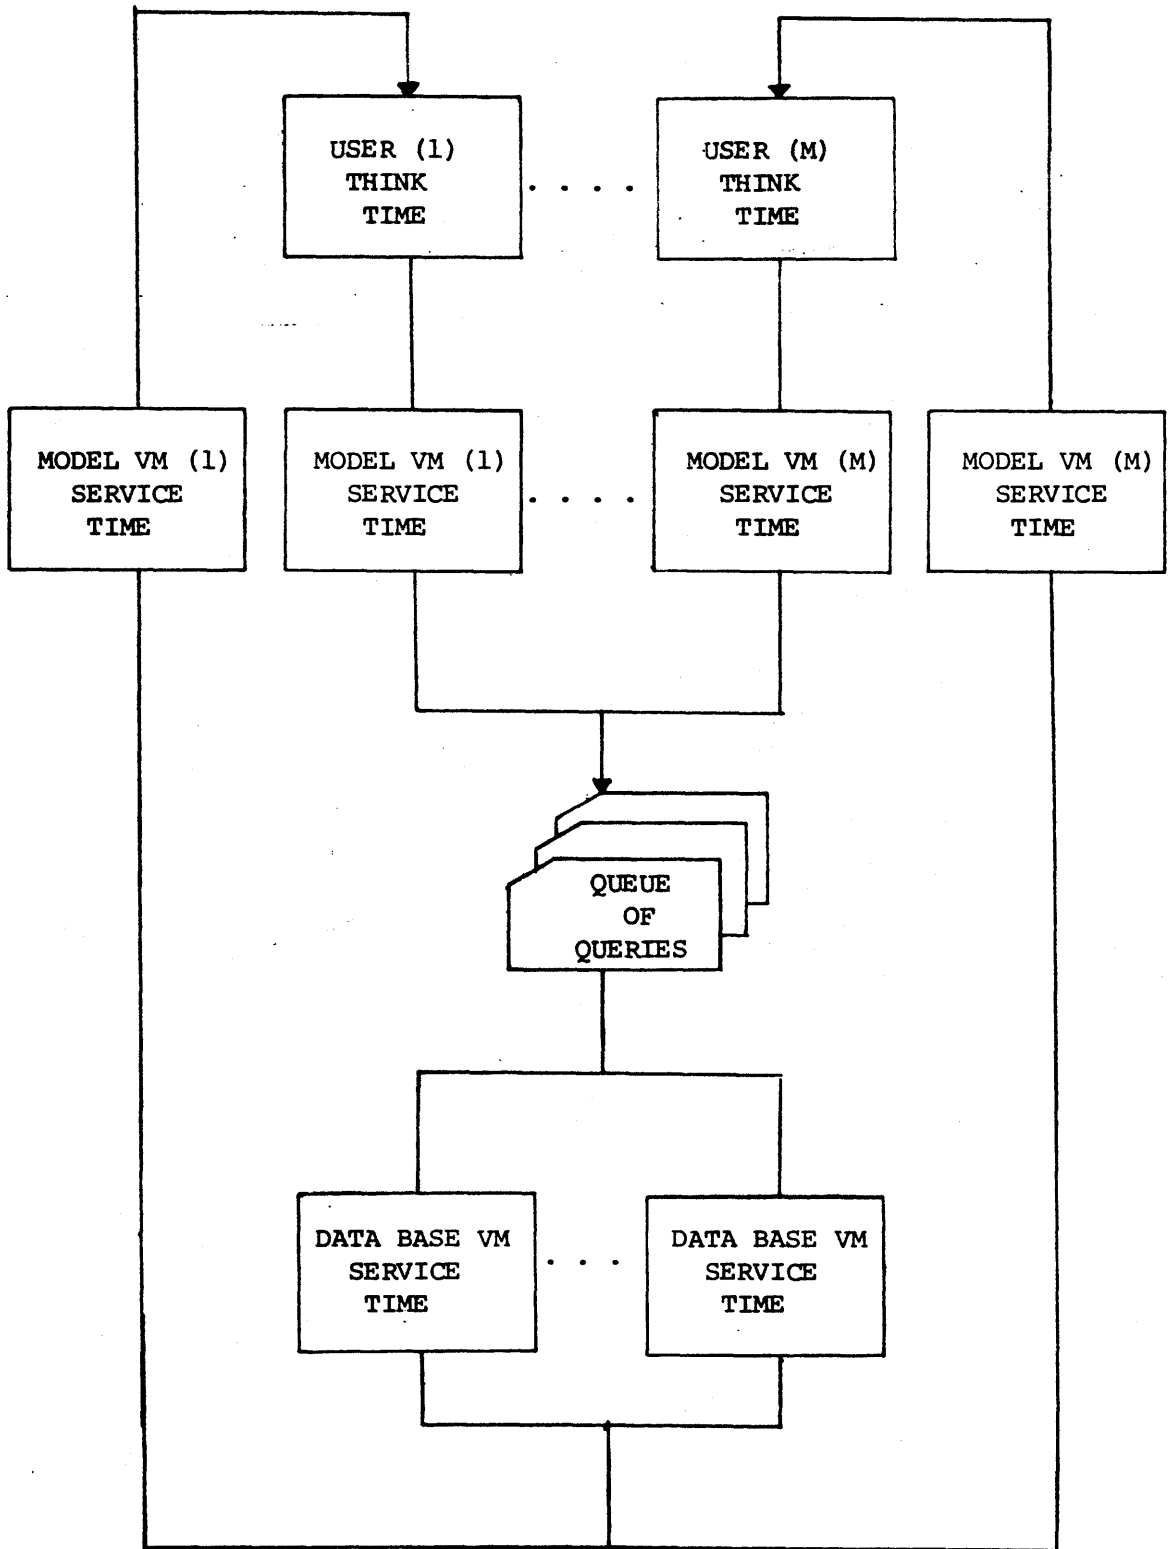 USER (1)
THINK
TIME
. . . .
USER (M)
THINK
TIME
MODEL VM (1)
SERVICE
TIME
MODEL VM (1)
SERVICE
TIME
. . . .
MODEL VM (M)
SERVICE
TIME
MODEL VM (M)
SERVICE
TIME
QUEUE
OF
QUERIES
DATA BASE VM
SERVICE
TIME
. . . .
DATA BASE VM
SERVICE
TIME